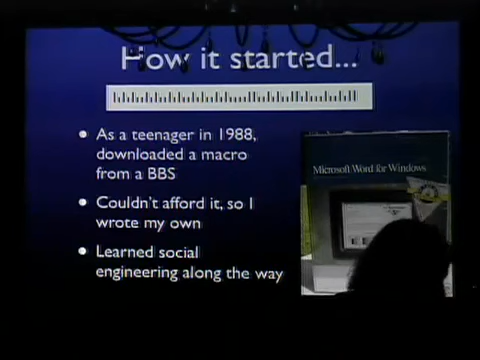 How it started...
As a teenager in 1988,
downloaded a macro
from a BBS
Couldn't afford it, so I
wrote my own
Learned social
engineering along the way
Microsoft Word for Windows